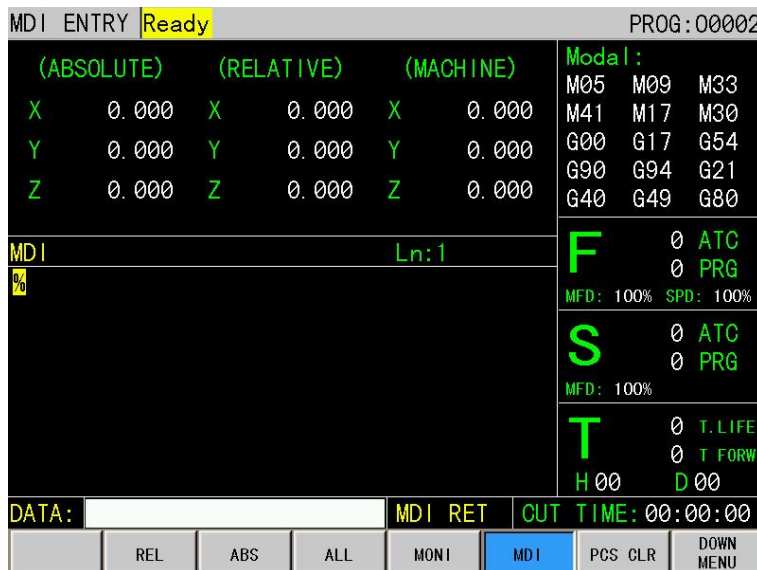 MDI ENTRY Ready PROG:O0002
(ABSOLUTE) (RELATIVE) (MACHINE)
X 0.000 X 0.000 X 0.000
Y 0.000 Y 0.000 Y 0.000
Z 0.000 Z 0.000 Z 0.000
Modal:
M05 M09 M33
M41 M17 M30
G00 G17 G54
G90 G94 G21
G40 G49 G80
MDI Ln:1
%
F 0 ATC
0 PRG
MFD: 100% SPD: 100%
S 0 ATC
0 PRG
MFD: 100%
T 0 T.LIFE
0 T FORW
H00 D00
DATA: MDI RET CUT TIME:00:00:00
REL ABS ALL MONI MDI PCS CLR DOWN MENU